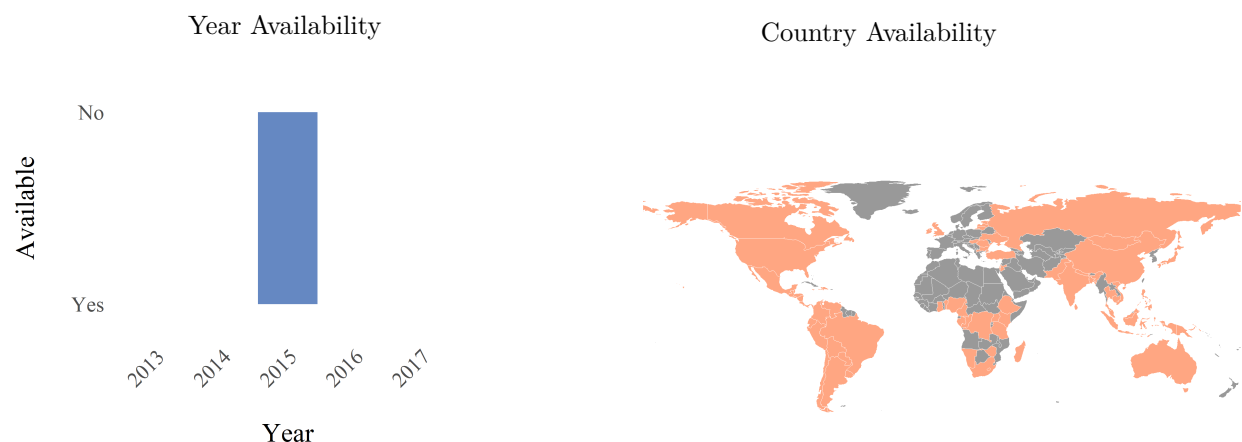 Year Availability
No
Available
Yes
2013
2014
2015
2016
2017
Year
Country Availability